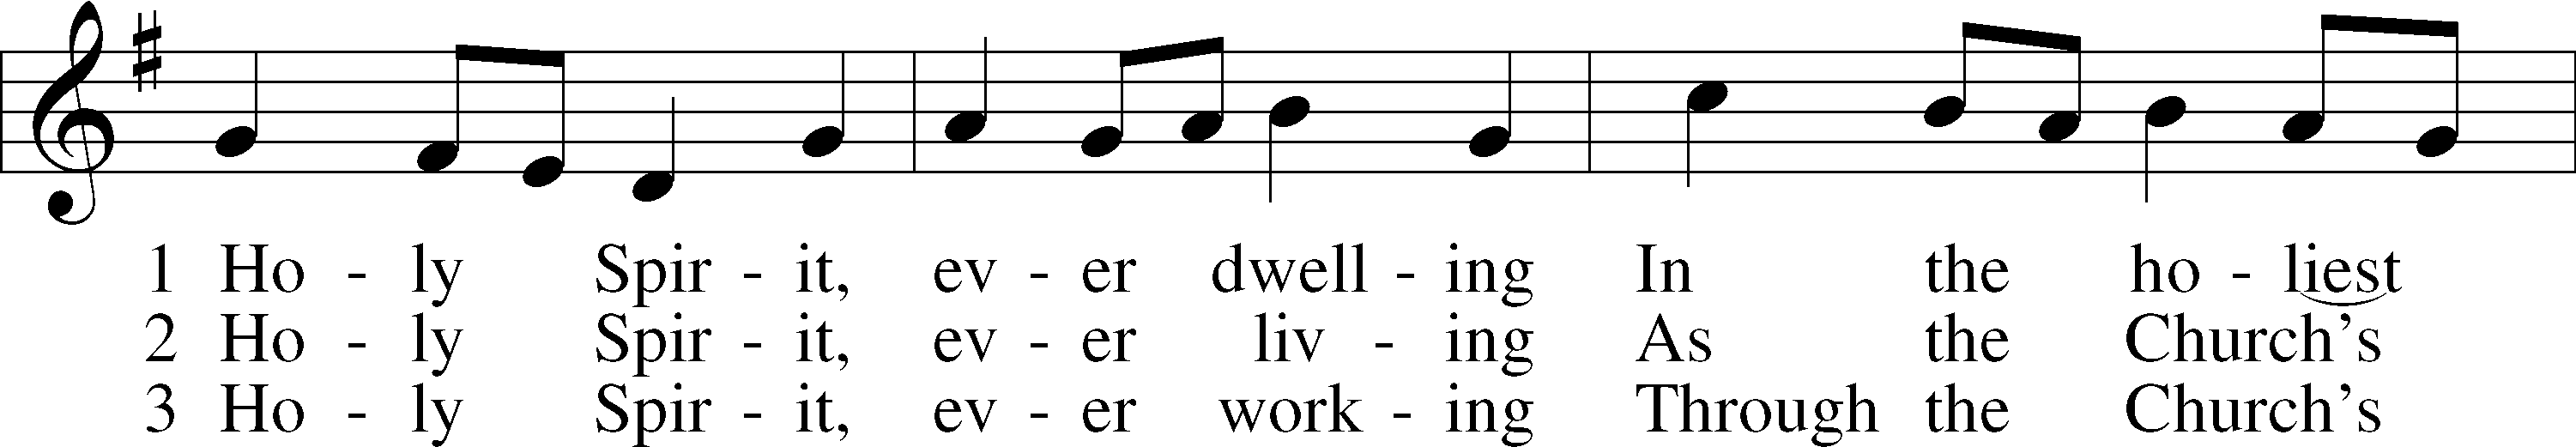 1 Ho - ly Spir - it, ev - er dwell - ing In the ho - liest
2 Ho - ly Spir - it, ev - er liv - ing As the Church’s
3 Ho - ly Spir - it, ev - er work - ing Through the Church’s